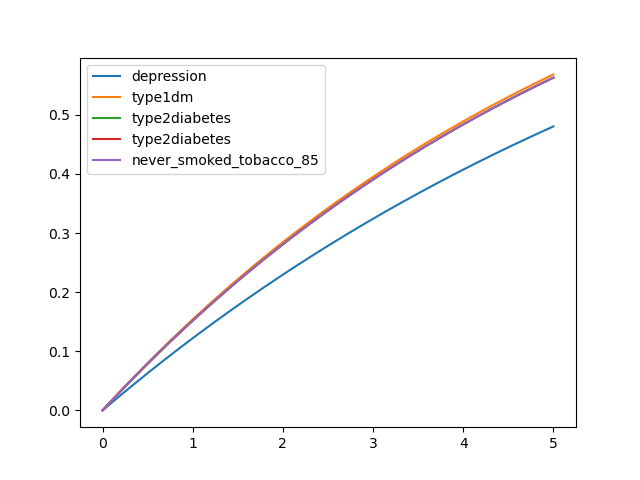 depression
type1dm
type2diabetes
type2diabetes
never_smoked_tobacco_85
0.5
0.4
0.3
0.2
0.1
0.0
0 1 2 3 4 5